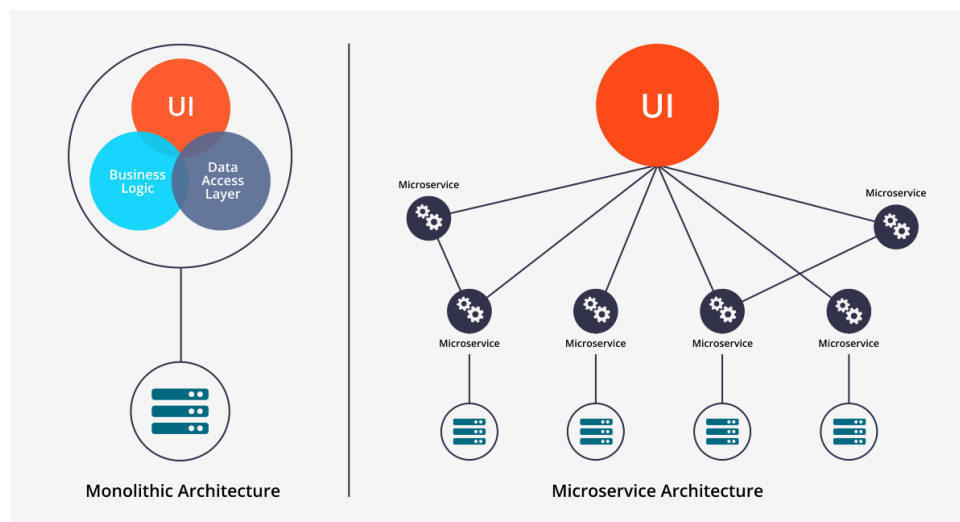 UI
Business
Logic
Data
Access
Layer
Monolithic Architecture
UI
Microservice
Microservice
Microservice
Microservice
Microservice
Microservice
Microservice Architecture